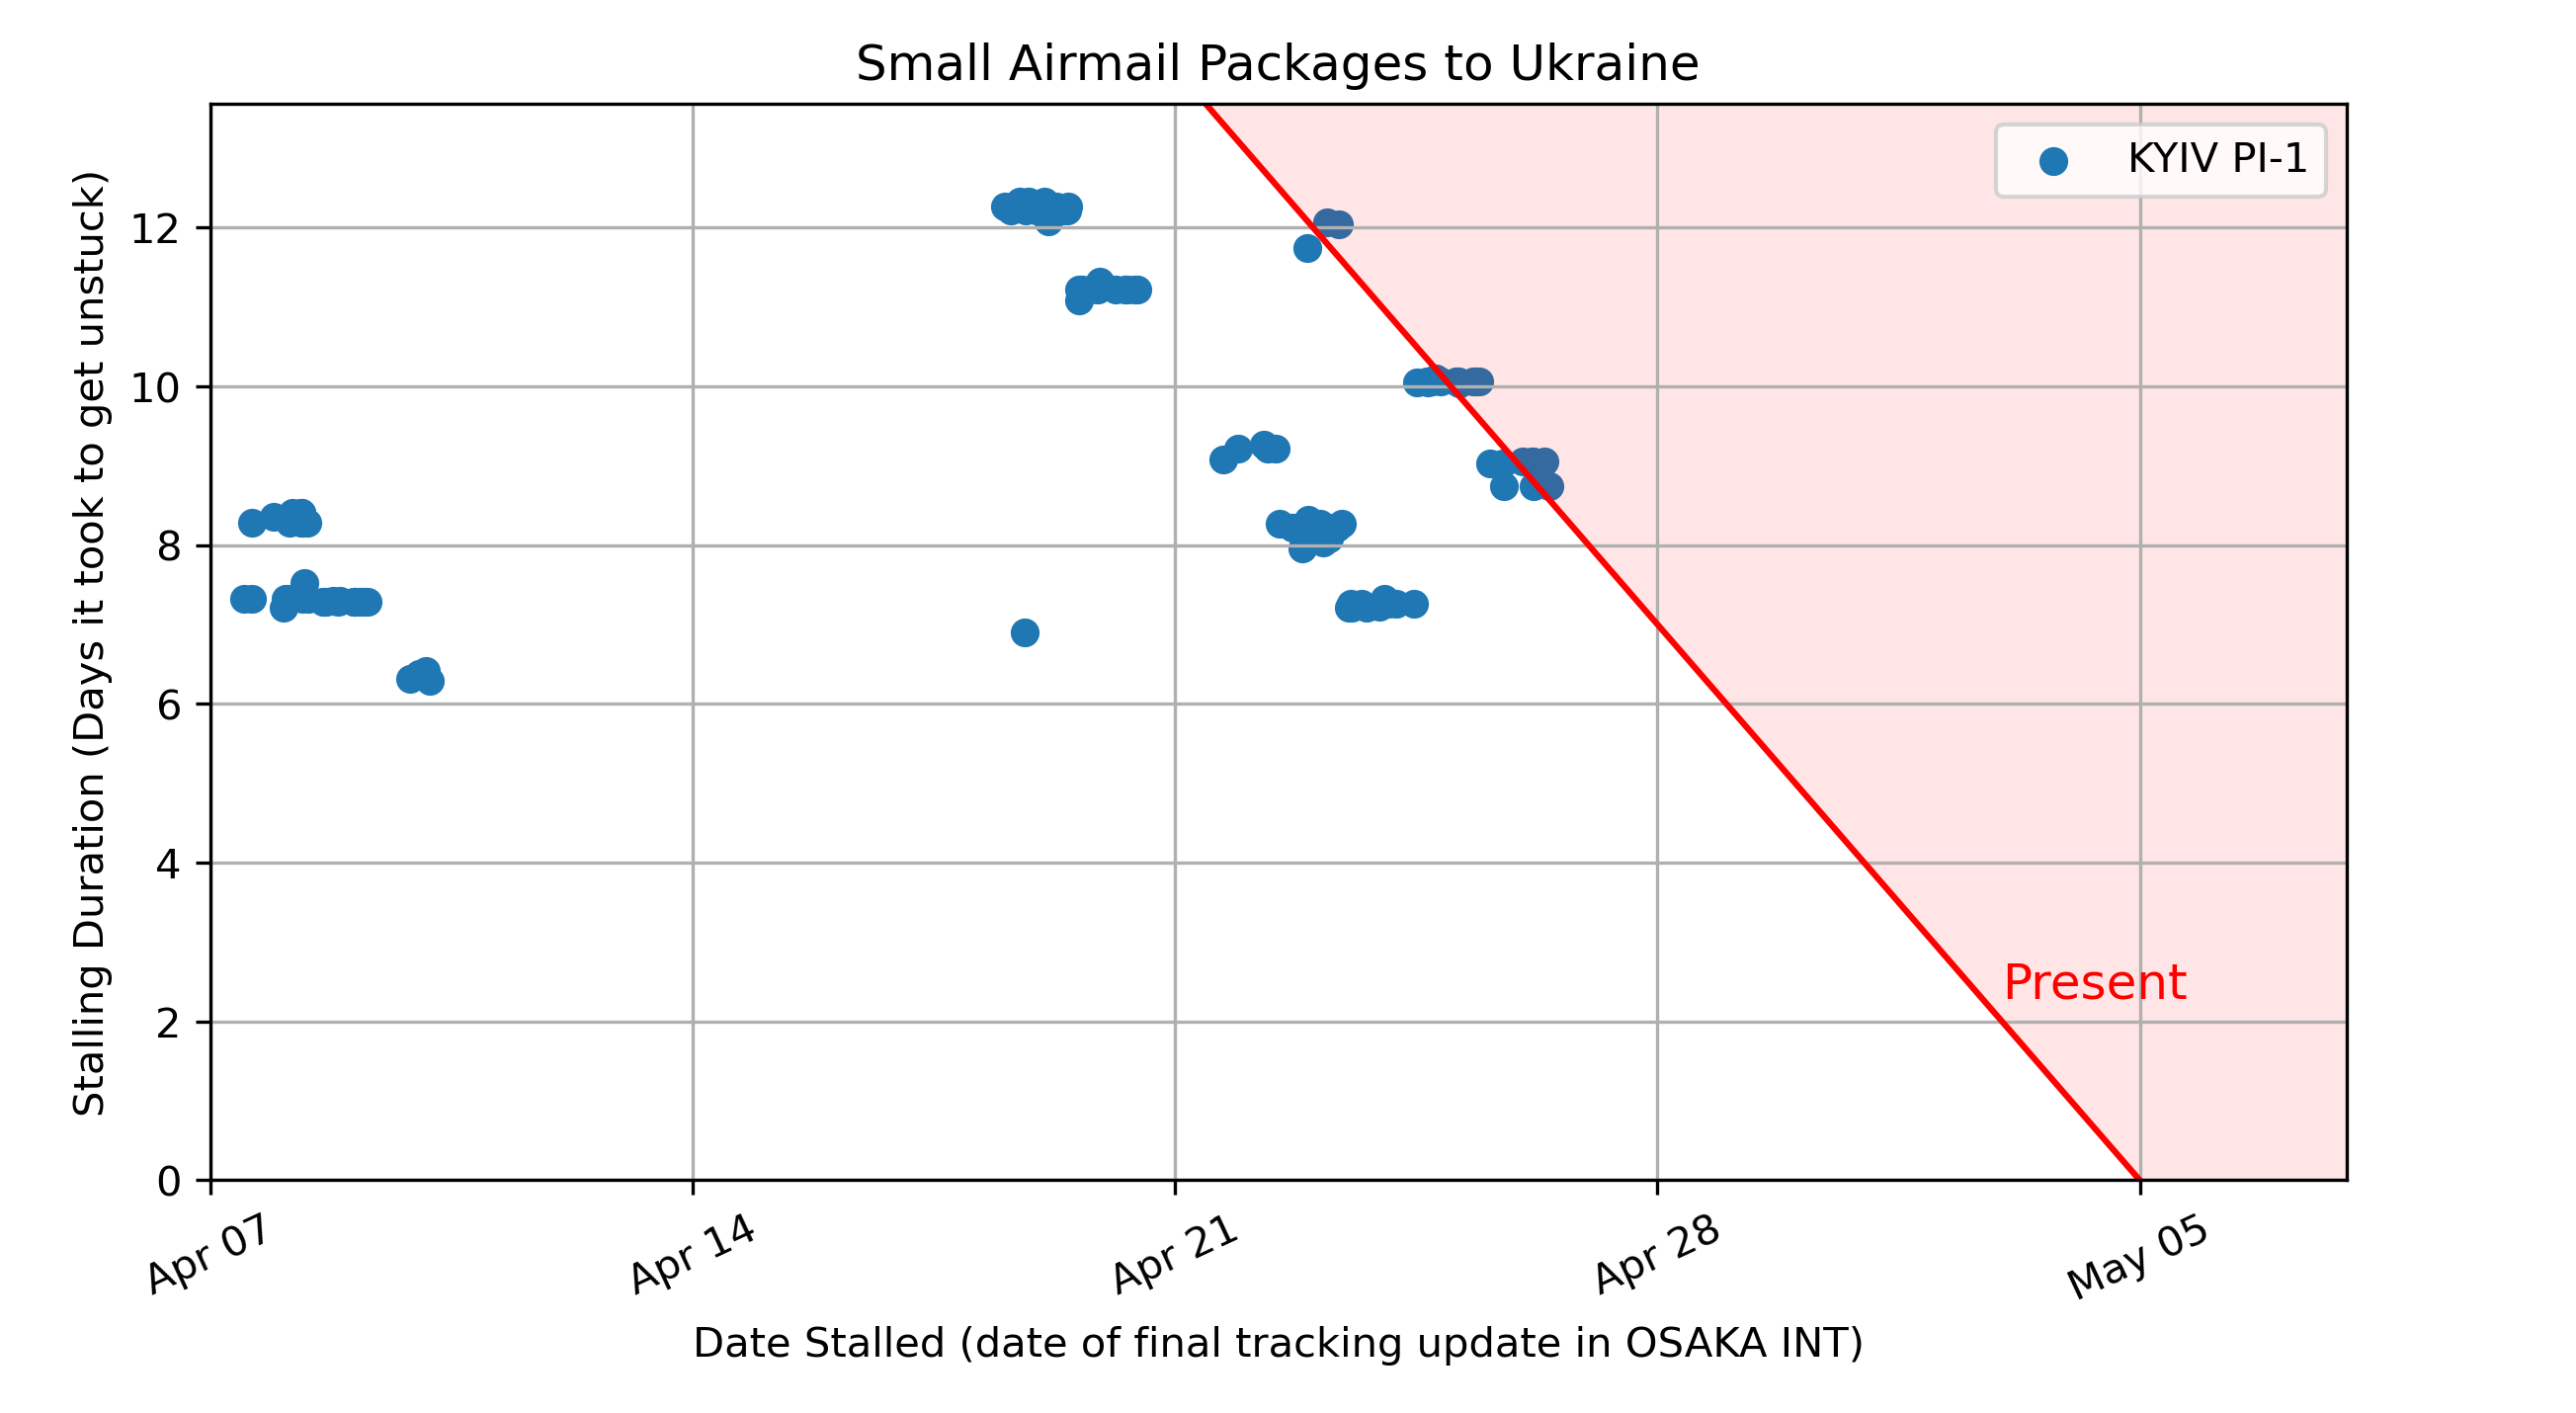 Small Airmail Packages to Ukraine
KYIV PI-1
Stalling Duration (Days it took to get unstuck)
12
10
8
6
4
2
0
Present
Apr 07
Apr 14
Apr 21
Apr 28
May 05
Date Stalled (date of final tracking update in OSAKA INT)